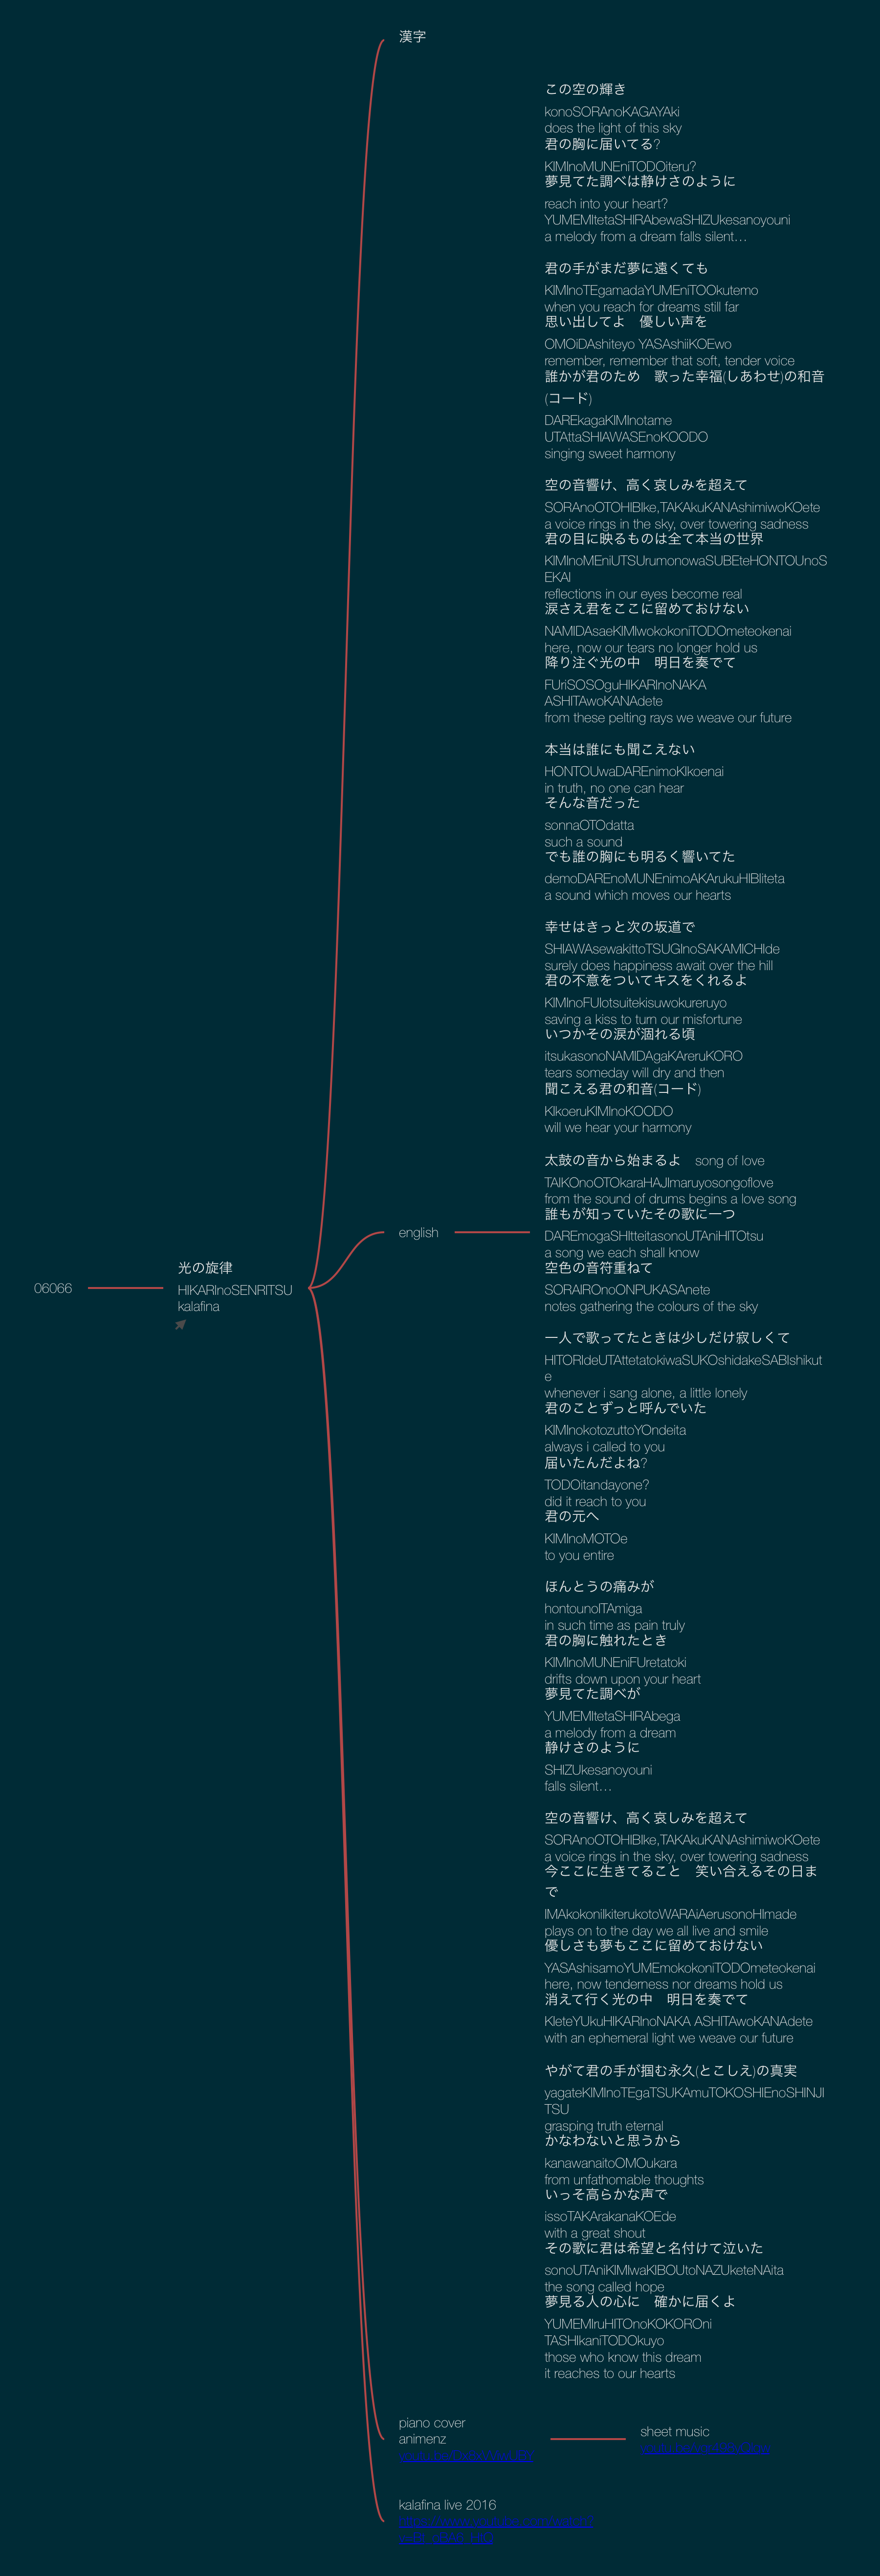 漢字
この空の輝き
konoSORAnoKAGAYAki
does the light of this sky
君の胸に届いてる?
KIMInoMUNEniTODOiteru?
夢見てた調べは静けさのように
reach into your heart?
YUMEMItetaSHIRAbewaSHIZUkesanoyouni
a melody from a dream falls silent…
君の手がまだ夢に遠くても
KIMInoTEgamadaYUMEniTOOkutemo
when you reach for dreams still far
思い出してよ　優しい声を
OMOiDAshiteyo YASAshiiKOEwo
remember, remember that soft, tender voice
誰かが君のため　歌った幸福(しあわせ)の和音
(コード)
DAREkagaKIMInotame
UTAttaSHIAWASEnoKOODO
singing sweet harmony
空の音響け、高く哀しみを超えて
SORAnoOTOHIBIke,TAKAkuKANAshimiwoKOete
a voice rings in the sky, over towering sadness
君の目に映るものは全て本当の世界
KIMInoMEniUTSUrumonowaSUBEteHONTOUnoS
EKAI
reflections in our eyes become real
涙さえ君をここに留めておけない
NAMIDAsaeKIMIwokokoniTODOmeteokenai
here, now our tears no longer hold us
降り注ぐ光の中　明日を奏でて
FUriSOSOguHIKARInoNAKA
ASHITAwoKANAdete
from these pelting rays we weave our future
本当は誰にも聞こえない
HONTOUwaDAREnimoKIkoenai
in truth, no one can hear
そんな音だった
sonnaOTOdatta
such a sound
でも誰の胸にも明るく響いてた
demoDAREnoMUNEnimoAKArukuHIBIiteta
a sound which moves our hearts
幸せはきっと次の坂道で
SHIAWAsewakittoTSUGInoSAKAMICHIde
surely does happiness await over the hill
君の不意をついてキスをくれるよ
KIMInoFUIotsuitekisuwokureruyo
saving a kiss to turn our misfortune
いつかその涙が涸れる頃
itsukasonoNAMIDAgaKAreruKORO
tears someday will dry and then
聞こえる君の和音(コード)
KIkoeruKIMInoKOODO
will we hear your harmony
太鼓の音から始まるよ　song of love
TAIKOnoOTOkaraHAJImaruyosongoflove
from the sound of drums begins a love song
誰もが知っていたその歌に一つ
DAREmogaSHItteitasonoUTAniHITOtsu
a song we each shall know
空色の音符重ねて
SORAIROnoONPUKASAnete
notes gathering the colours of the sky
一人で歌ってたときは少しだけ寂しくて
HITORIdeUTAttetatokiwaSUKOshidakeSABIshikut
e
whenever i sang alone, a little lonely
君のことずっと呼んでいた
KIMInokotozuttoYOndeita
always i called to you
届いたんだよね?
TODOitandayone?
did it reach to you
君の元へ
KIMInoMOTOe
to you entire
ほんとうの痛みが
hontounoITAmiga
in such time as pain truly
君の胸に触れたとき
KIMInoMUNEniFUretatoki
drifts down upon your heart
夢見てた調べが
YUMEMItetaSHIRAbega
a melody from a dream
静けさのように
SHIZUkesanoyouni
falls silent…
空の音響け、高く哀しみを超えて
SORAnoOTOHIBIke,TAKAkuKANAshimiwoKOete
a voice rings in the sky, over towering sadness
今ここに生きてること　笑い合えるその日ま
で
IMAkokoniIkiterukotoWARAiAerusonoHImade
plays on to the day we all live and smile
優しさも夢もここに留めておけない
YASAshisamoYUMEmokokoniTODOmeteokenai
here, now tenderness nor dreams hold us
消えて行く光の中　明日を奏でて
KIeteYUkuHIKARInoNAKA ASHITAwoKANAdete
with an ephemeral light we weave our future
やがて君の手が掴む永久(とこしえ)の真実
yagateKIMInoTEgaTSUKAmuTOKOSHIEnoSHINJI
TSU
grasping truth eternal
かなわないと思うから
kanawanaitoOMOukara
from unfathomable thoughts
いっそ高らかな声で
issoTAKArakanaKOEde
with a great shout
その歌に君は希望と名付けて泣いた
sonoUTAniKIMIwaKIBOUtoNAZUketeNAita
the song called hope
夢見る人の心に　確かに届くよ
YUMEMIruHITOnoKOKOROni
TASHIkaniTODOkuyo
those who know this dream
it reaches to our hearts
english
06066
光の旋律
HIKARInoSENRITSU
kalafina
piano cover
animenz
sheet music
kalafina live 2016